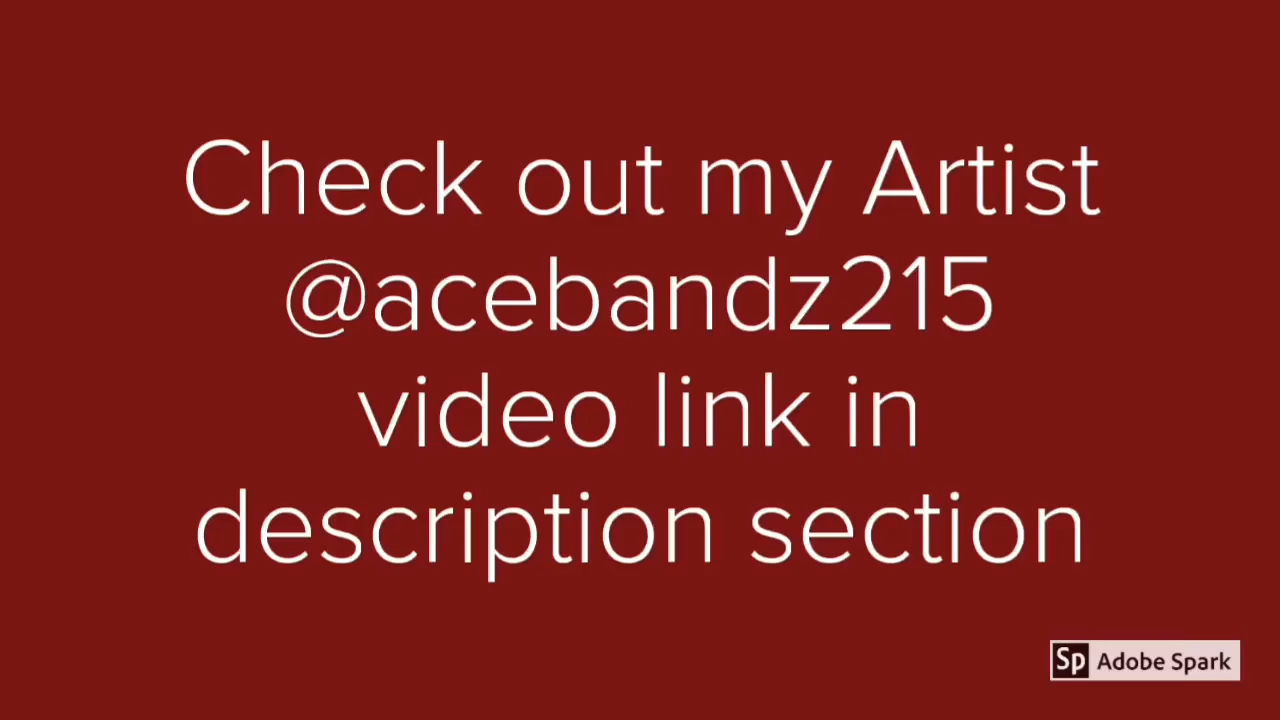 Check out my Artist
@acebandz215
video link in
description section
Sp Adobe Spark